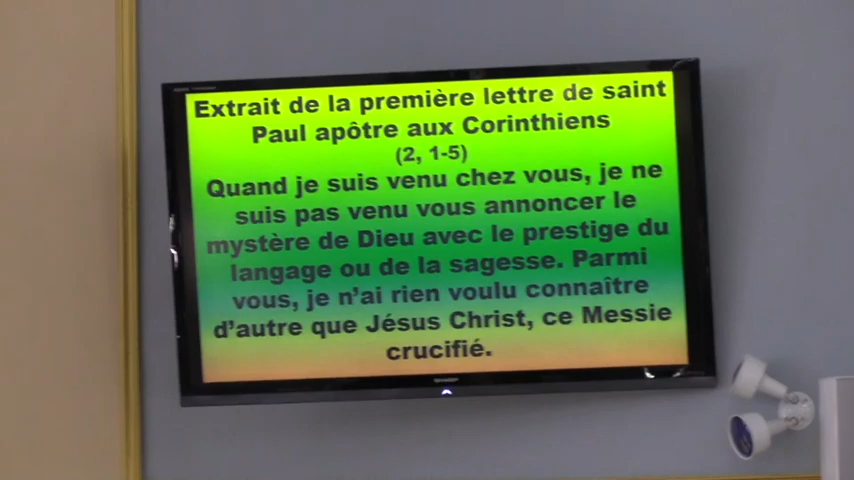 Extrait de la première lettre de saint
Paul apôtre aux Corinthiens
(2, 1-5)
Quand je suis venu chez vous, je ne
suis pas venu vous annoncer le
mystère de Dieu avec le prestige du
langage ou de la sagesse. Parmi
vous, je n’ai rien voulu connaître
d’autre que Jésus Christ, ce Messie
crucifié.
SHARP